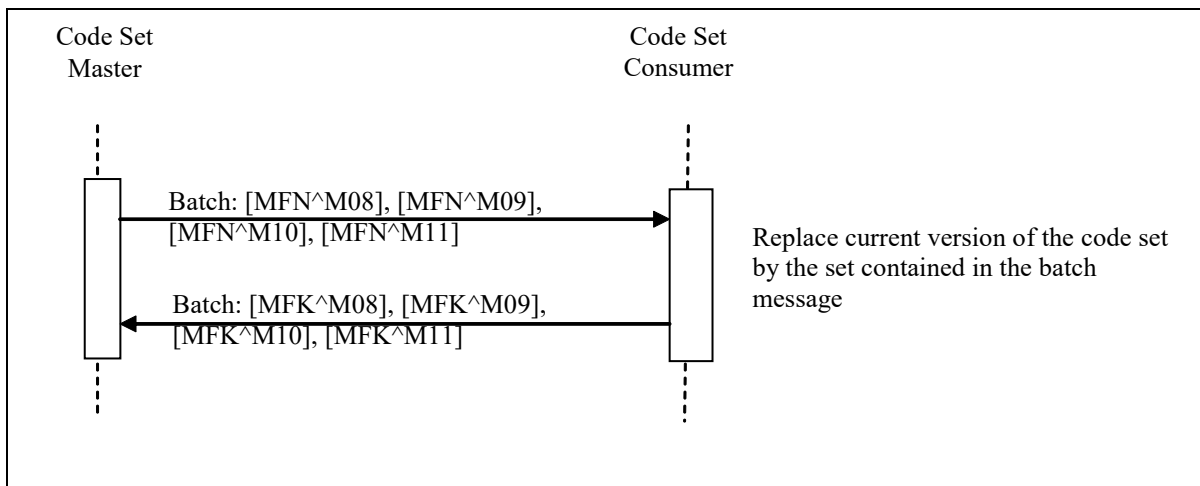 Code Set
Master
Code Set
Consumer
Batch: [MFN^M08], [MFN^M09],
[MFN^M10], [MFN^M11]
Replace current version of the code set
by the set contained in the batch
message
Batch: [MFK^M08], [MFK^M09],
[MFK^M10], [MFK^M11]